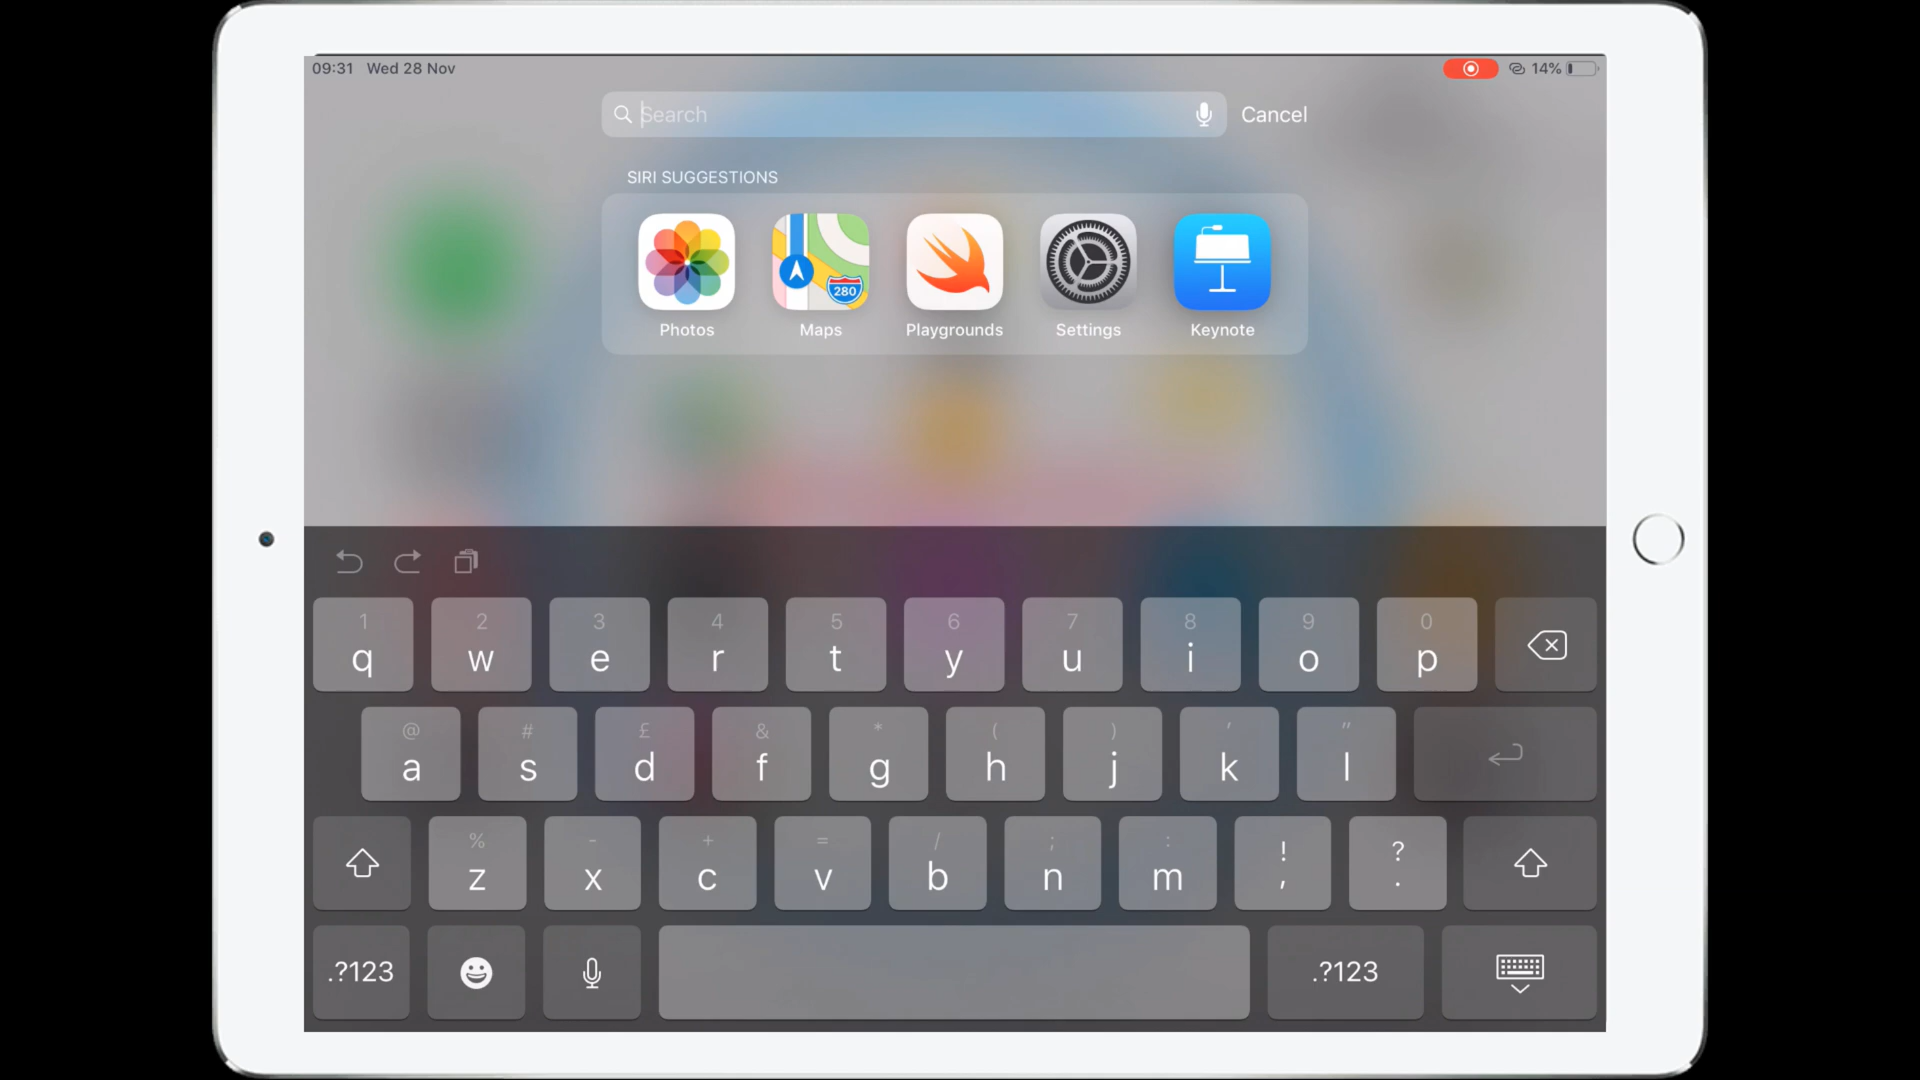 09:31 Wed 28 Nov 14%
Search Cancel
SIRI SUGGESTIONS
280
Photos Maps Playgrounds Settings Keynote
1 2 3 4 5 6 7 8 9 0
q w e r t y u i o p
@ # £ & * ( ) ' "
a s d f g h j k l
% - + = / ; : ! ?
z x c v b n m , .
.?123 .?123